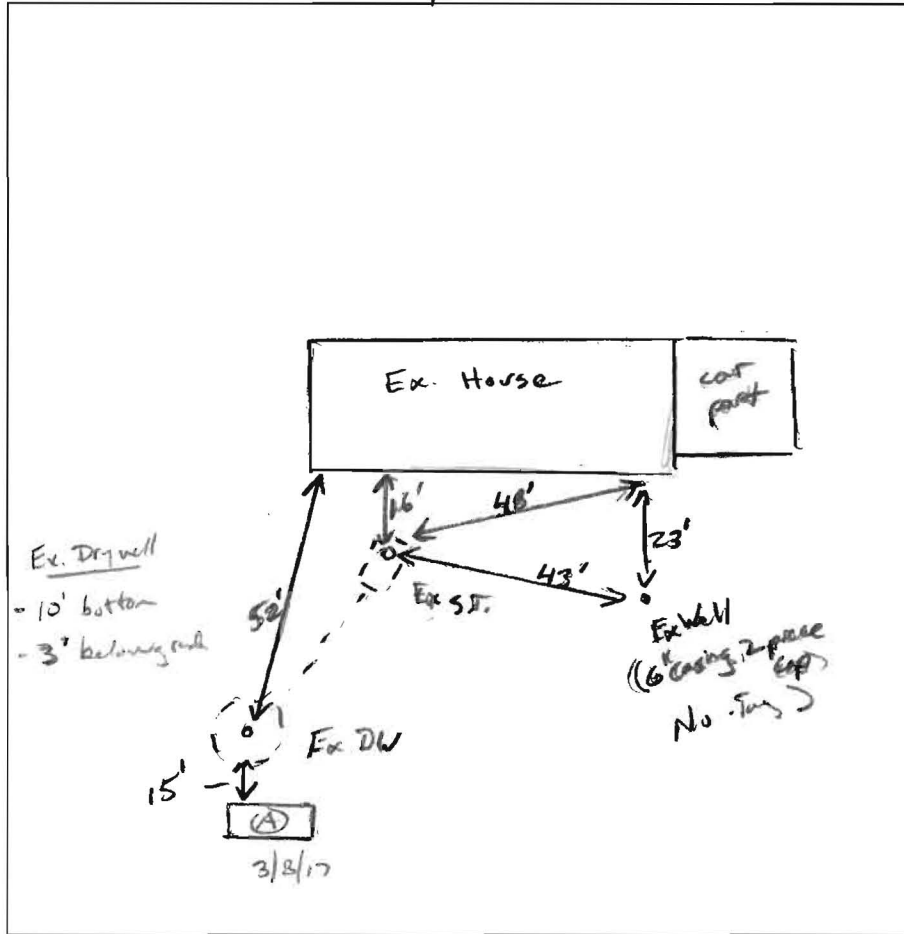 Ex. House
car
port
16'
48'
23'
43'
Ex. Drywell
- 10' bottom
- 3' below grade
52'
Ex S.T.
Ex Well
(6" casing, 2 piece
cap
No Tag)
Ex DW
15'
A
3/8/17